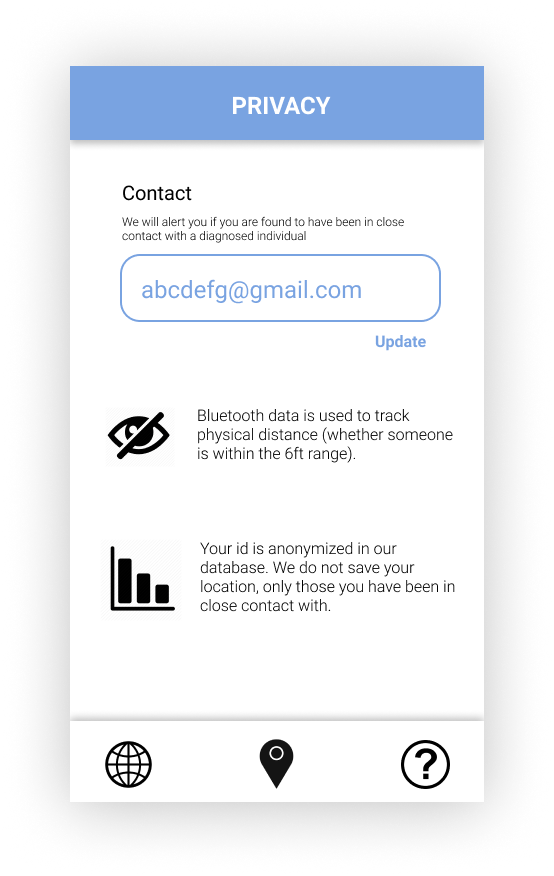 PRIVACY
Contact
We will alert you if you are found to have been in close
contact with a diagnosed individual
abcdefg@gmail.com
Update
Bluetooth data is used to track
physical distance (whether someone
is within the 6ft range).
Your id is anonymized in our
database. We do not save your
location, only those you have been in
close contact with.
?